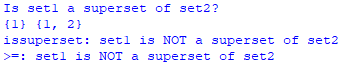 Is set1 a superset of set2?
{1} {1, 2}
issuperset: set1 is NOT a superset of set2
>=: set1 is NOT a superset of set2